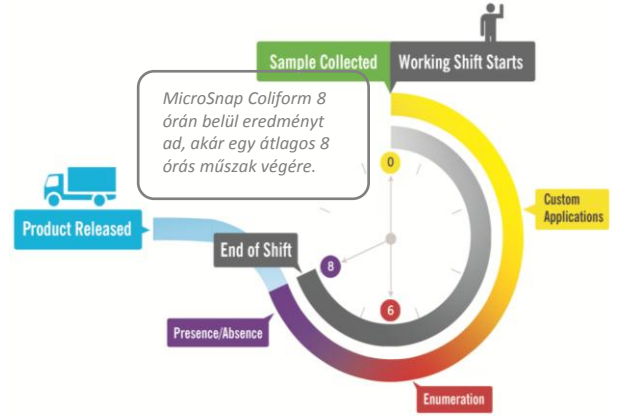 Sample Collected
Working Shift Starts
MicroSnap Coliform 8
órán belül eredményt
ad, akár egy átlagos 8
órás műszak végére.
0
Custom
Applications
Product Released
End of Shift
8
6
Presence/Absence
Enumeration